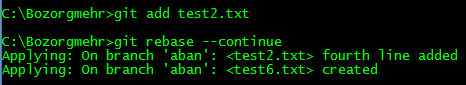 C:\Bozorgmehr>git add test2.txt
C:\Bozorgmehr>git rebase --continue
Applying: On branch 'aban': <test2.txt> fourth line added
Applying: On branch 'aban': <test6.txt> created